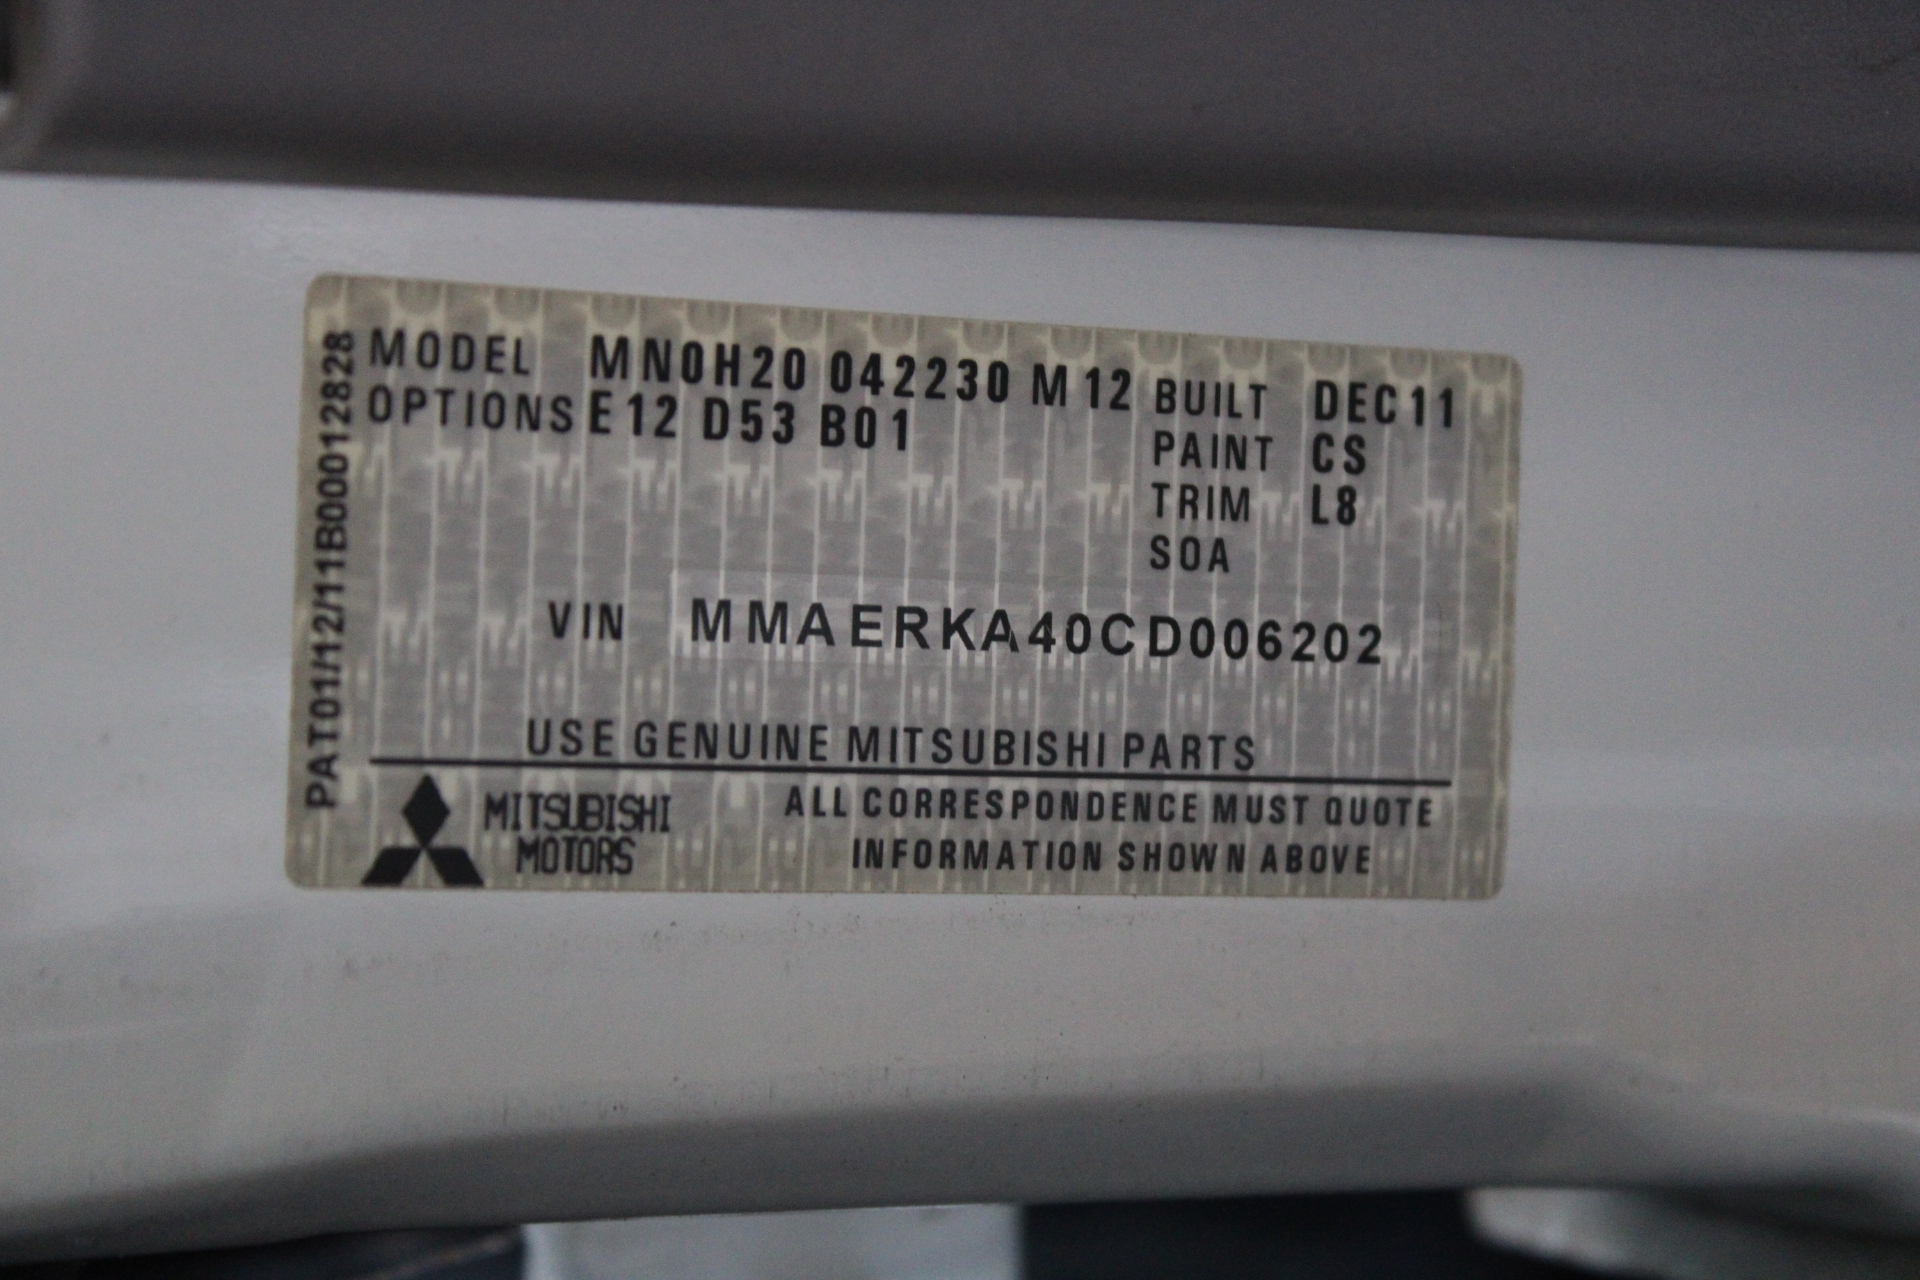 PAT01/12/11B00012828
MODEL MN0H20 042230 M12
OPTIONS E12 D53 B01
BUILT DEC11
PAINT CS
TRIM L8
SOA
VIN MMAERKA40CD006202
USE GENUINE MITSUBISHI PARTS
MITSUBISHI
MOTORS
ALL CORRESPONDENCE MUST QUOTE
INFORMATION SHOWN ABOVE